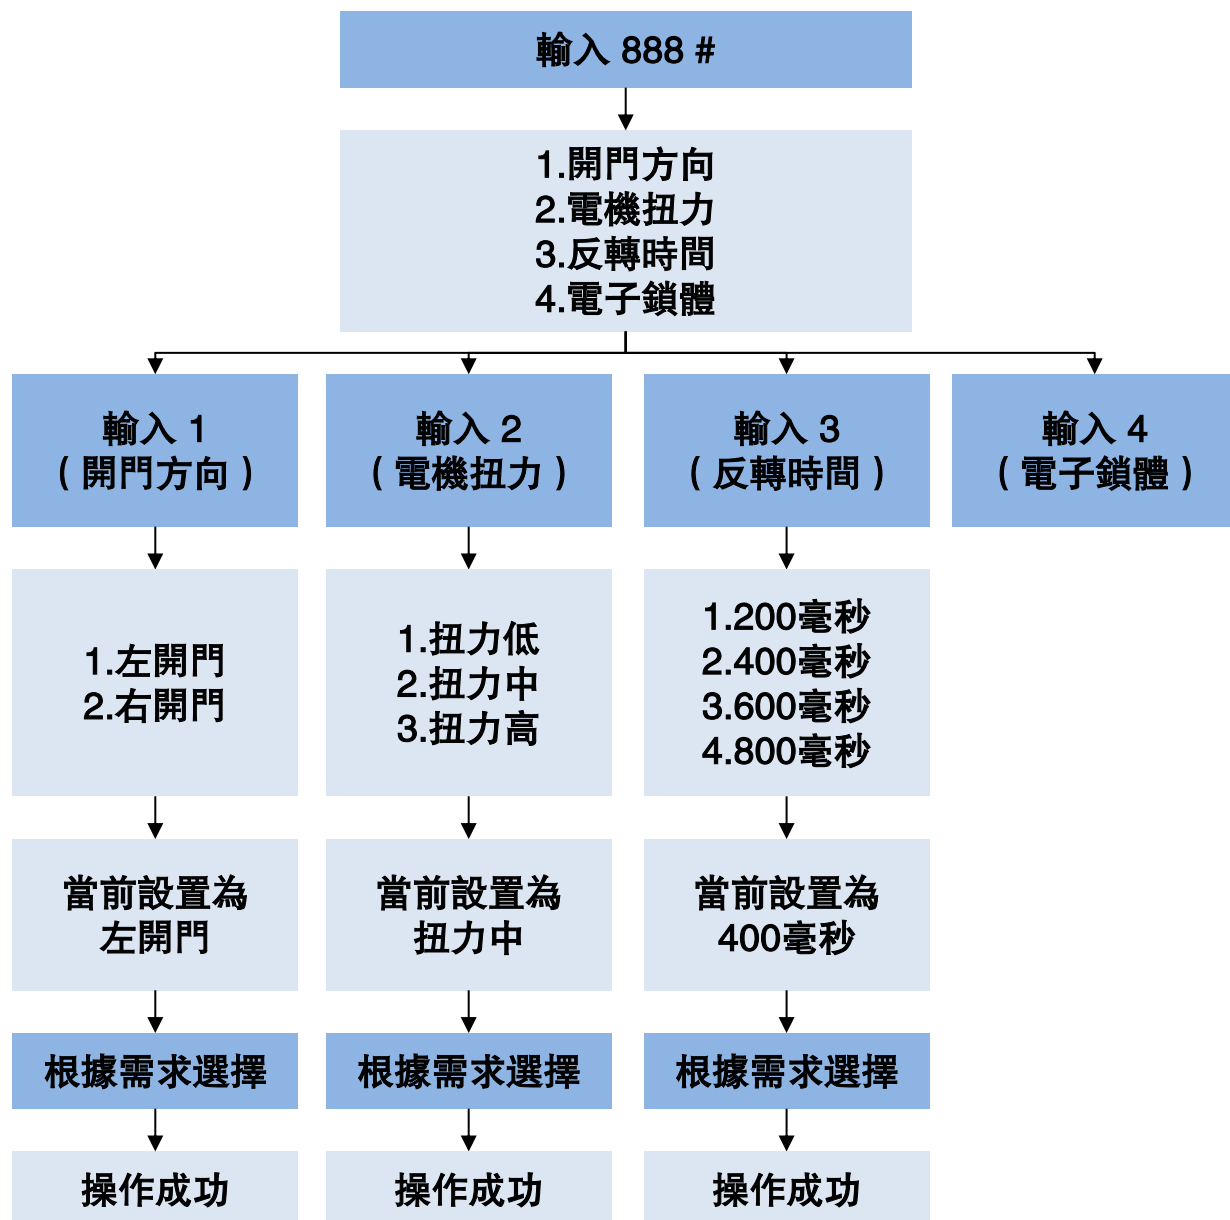 輸入 888 #
1.開門方向
2.電機扭力
3.反轉時間
4.電子鎖體
輸入 1
( 開門方向 )
輸入 2
( 電機扭力 )
輸入 3
( 反轉時間 )
輸入 4
( 電子鎖體 )
1.左開門
2.右開門
1.扭力低
2.扭力中
3.扭力高
1.200毫秒
2.400毫秒
3.600毫秒
4.800毫秒
當前設置為
左開門
當前設置為
扭力中
當前設置為
400毫秒
根據需求選擇
根據需求選擇
根據需求選擇
操作成功
操作成功
操作成功